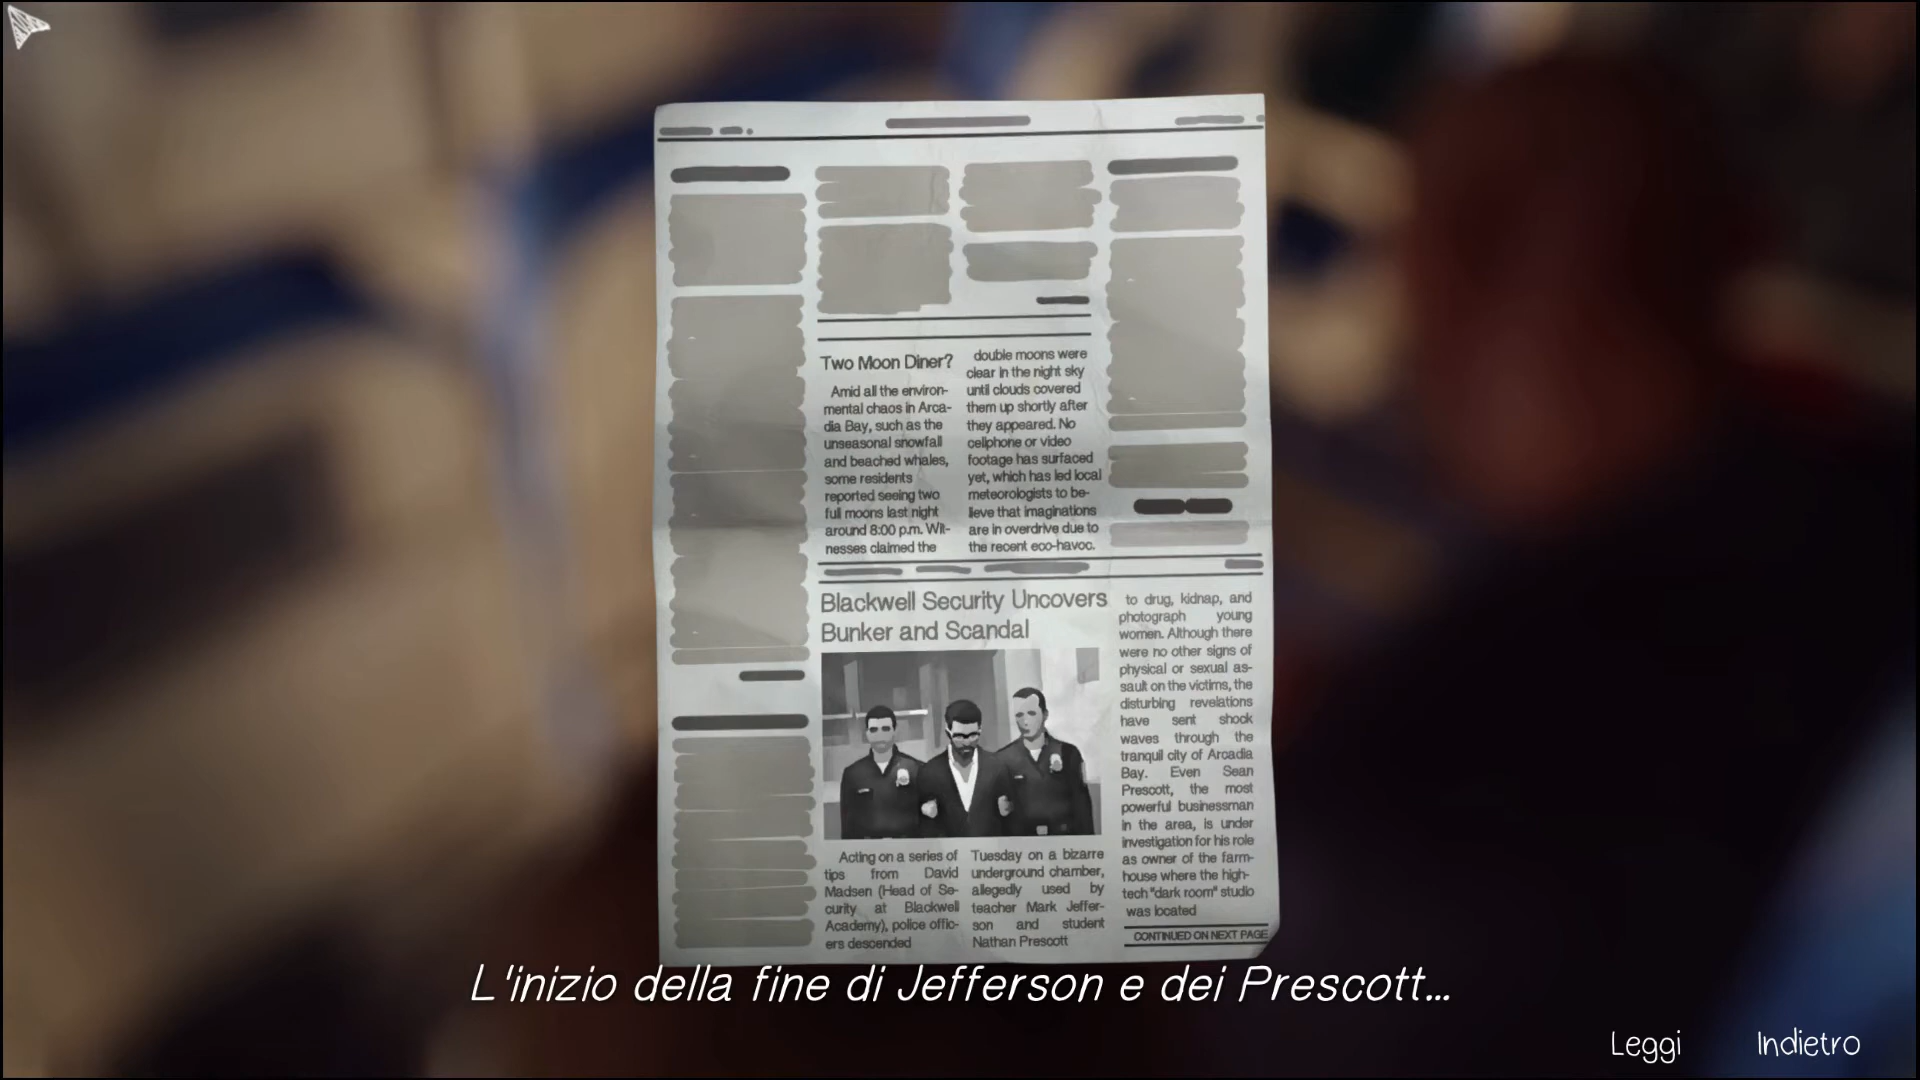 Two Moon Diner?
Amid all the environ-
mental chaos in Arca-
dia Bay, such as the
unseasonal snowfall
and beached whales,
some residents
reported seeing two
full moons last night
around 8:00 p.m. Wit-
nesses claimed the
double moons were
clear in the night sky
until clouds covered
them up shortly after
they appeared. No
cellphone or video
footage has surfaced
yet, which has led local
meteorologists to be-
lieve that imaginations
are in overdrive due to
the recent eco-havoc.
Blackwell Security Uncovers
Bunker and Scandal
Acting on a series of
tips from David
Madsen (Head of Se-
curity at Blackwell
Academy), police offic-
ers descended
Tuesday on a bizarre
underground chamber,
allegedly used by
teacher Mark Jeffer-
son and student
Nathan Prescott
to drug, kidnap, and
photograph young
women. Although there
were no other signs of
physical or sexual as-
sault on the victims, the
disturbing revelations
have sent shock
waves through the
tranquil city of Arcadia
Bay. Even Sean
Prescott, the most
powerful businessman
in the area, is under
investigation for his role
as owner of the farm-
house where the high-
tech "dark room" studio
was located
CONTINUED ON NEXT PAGE
L'inizio della fine di Jefferson e dei Prescott...
Leggi Indietro